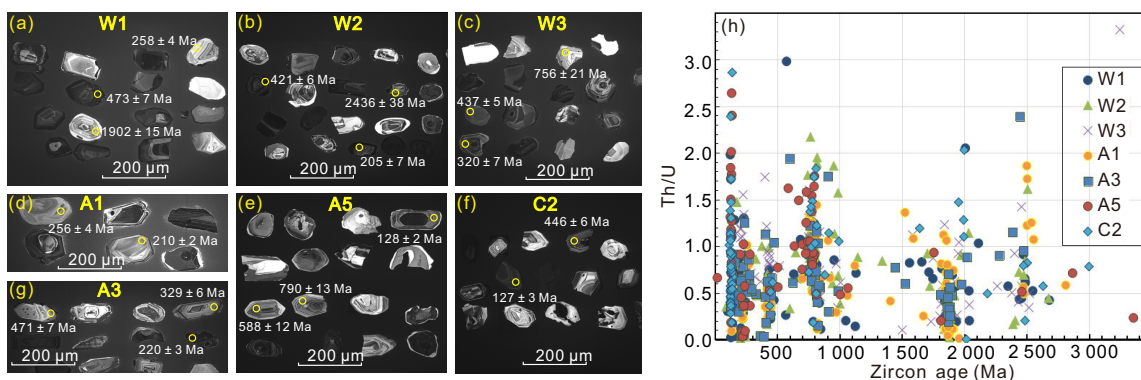 (a) W1
258 ± 4 Ma
473 ± 7 Ma
1902 ± 15 Ma
200 µm
(b) W2
421 ± 6 Ma
2436 ± 38 Ma
205 ± 7 Ma
200 µm
(c) W3
756 ± 21 Ma
437 ± 5 Ma
320 ± 7 Ma
200 µm
(d) A1
256 ± 4 Ma
210 ± 2 Ma
200 µm
(g) A3
329 ± 6 Ma
471 ± 7 Ma
220 ± 3 Ma
200 µm
(e) A5
128 ± 2 Ma
790 ± 13 Ma
588 ± 12 Ma
200 µm
(f) C2
446 ± 6 Ma
127 ± 3 Ma
200 µm
(h)
Th/U
3.0
2.5
2.0
1.5
1.0
0.5
0.0
500 1 000 1 500 2 000 2 500 3 000
Zircon age (Ma)
W1
W2
W3
A1
A3
A5
C2